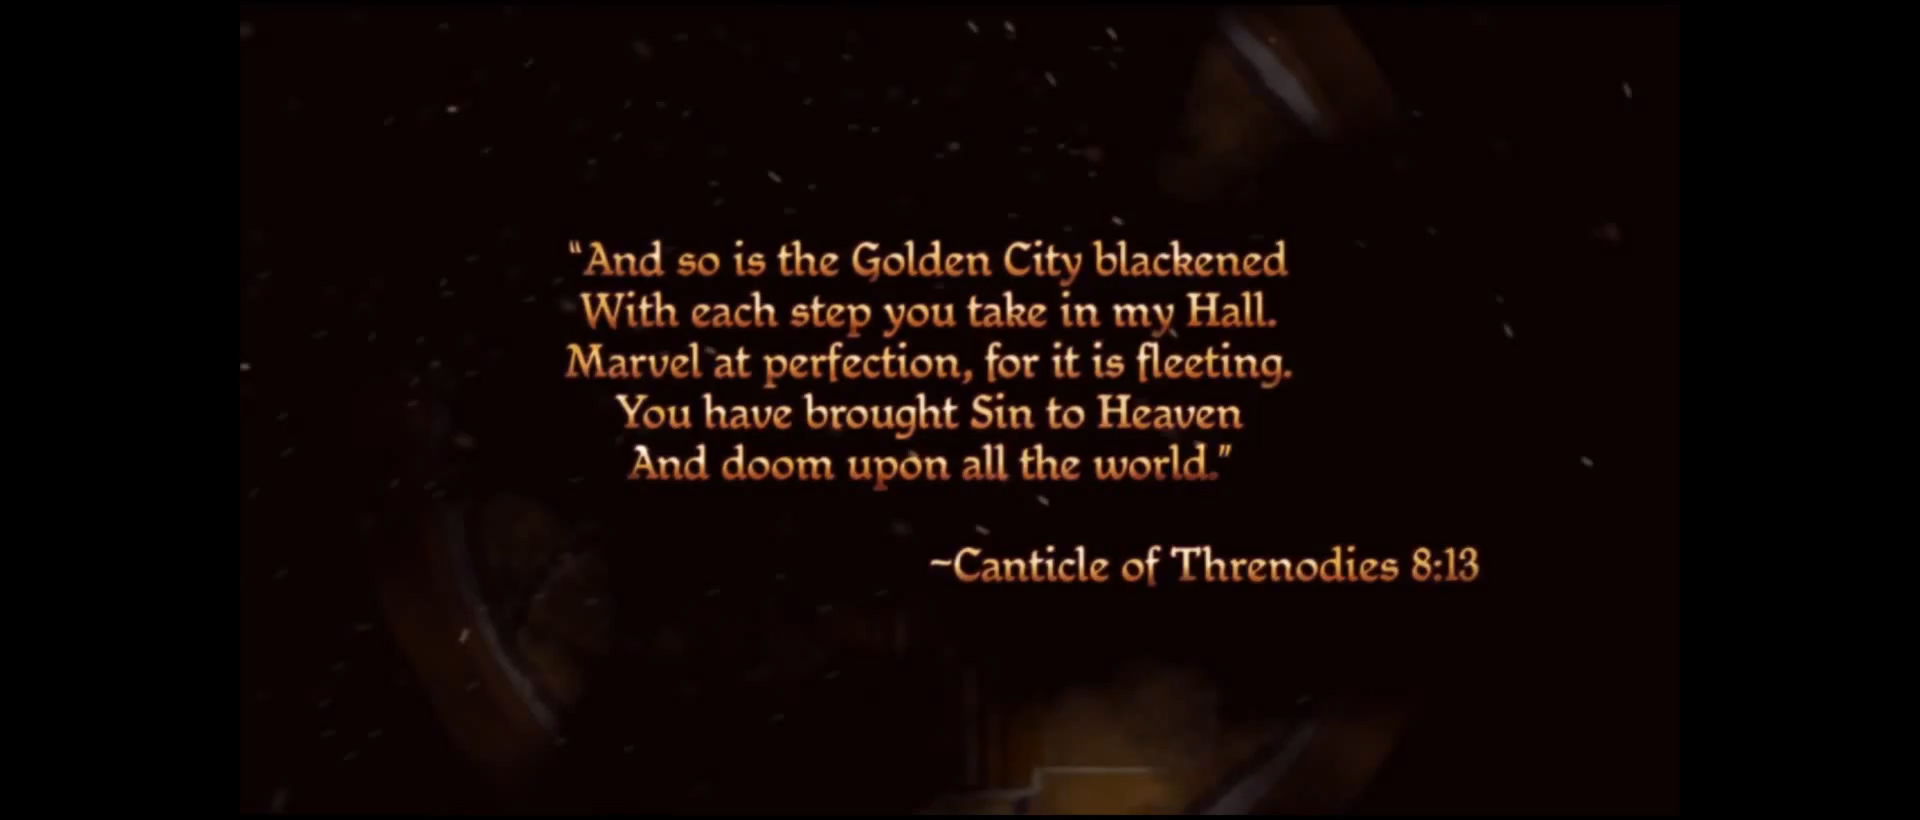 “And so is the Golden City blackened
With each step you take in my Hall.
Marvel at perfection, for it is fleeting.
You have brought Sin to Heaven
And doom upon all the world.”
~Canticle of Threnodies 8:13